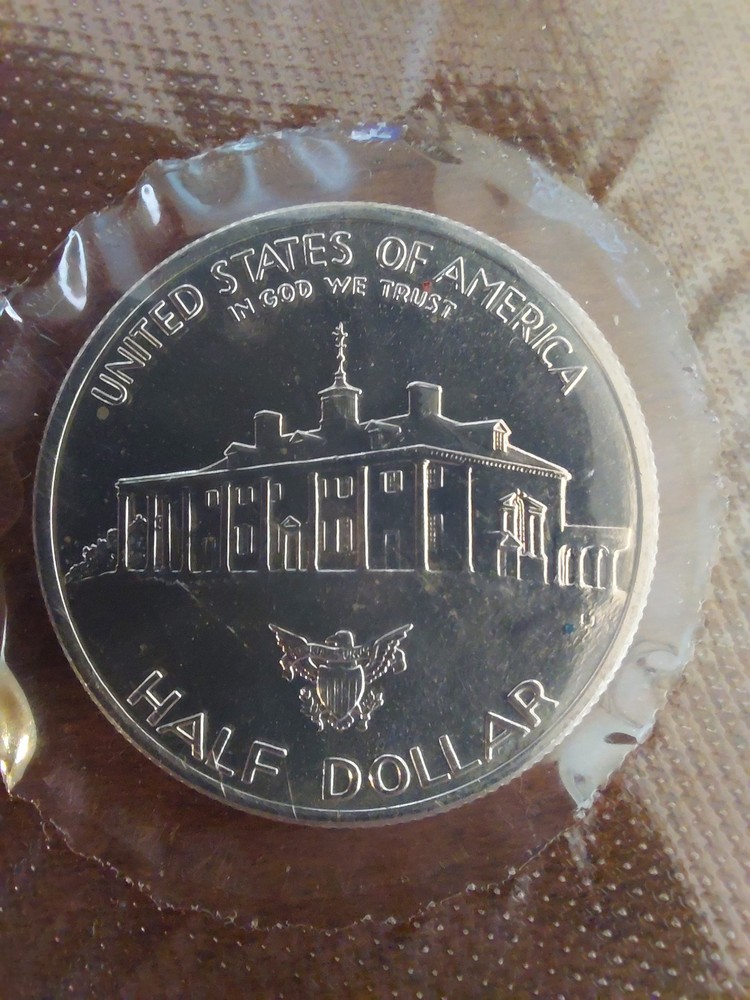 UNITED STATES OF AMERICA
IN GOD WE TRUST
HALF DOLLAR